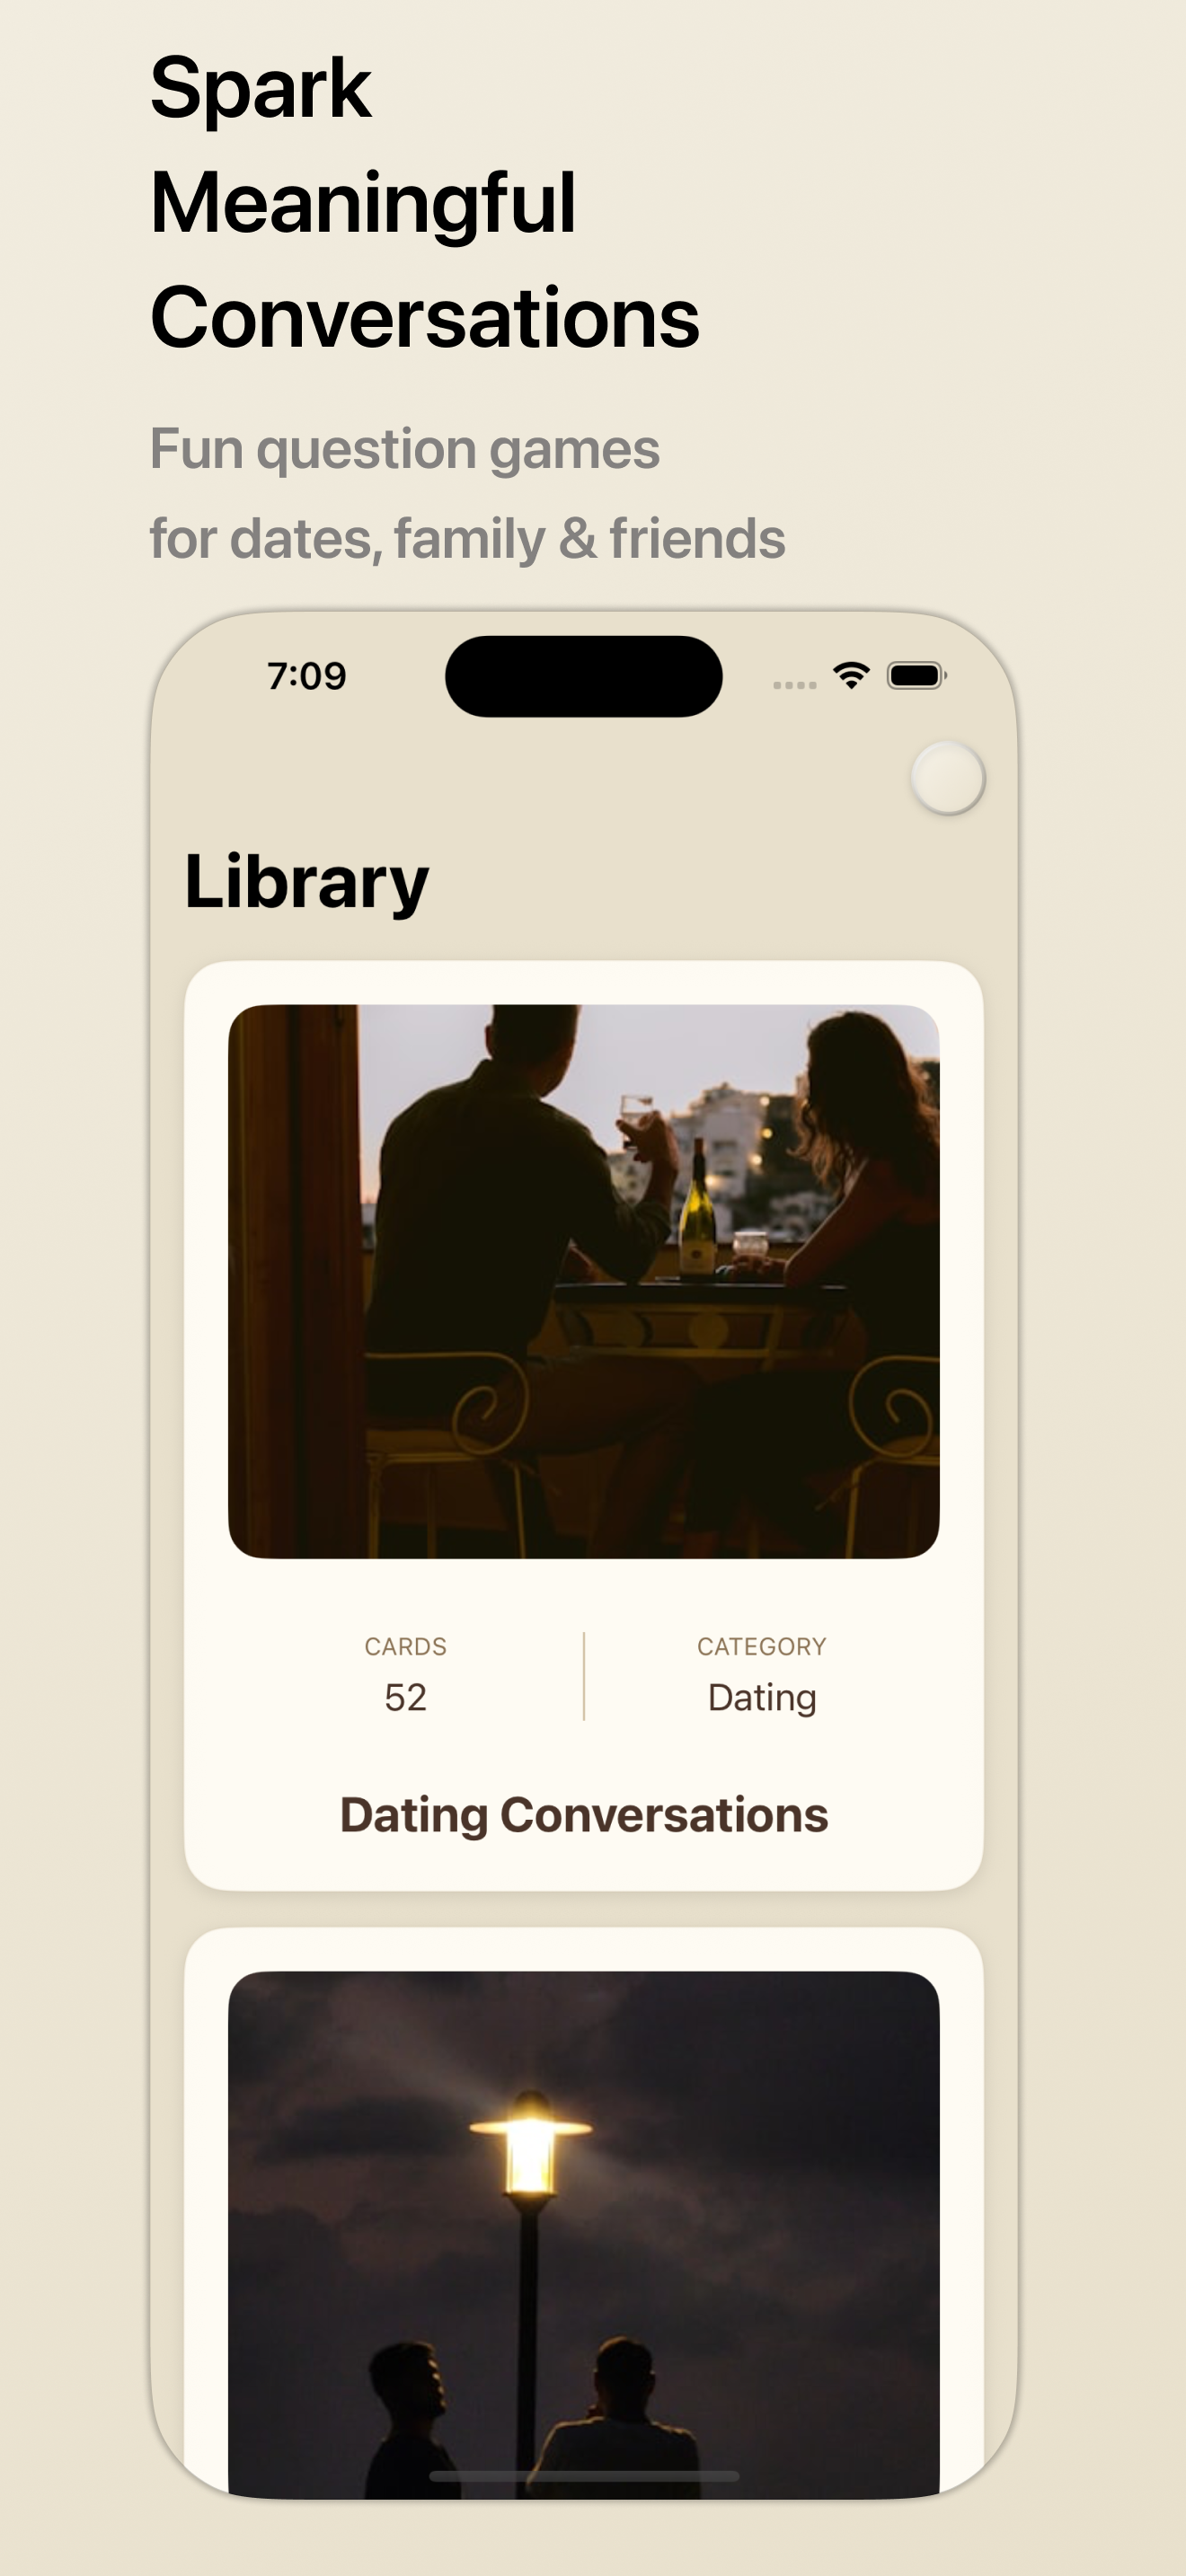 Spark
Meaningful
Conversations
Fun question games
for dates, family & friends
7:09
Library
CARDS
52
CATEGORY
Dating
Dating Conversations